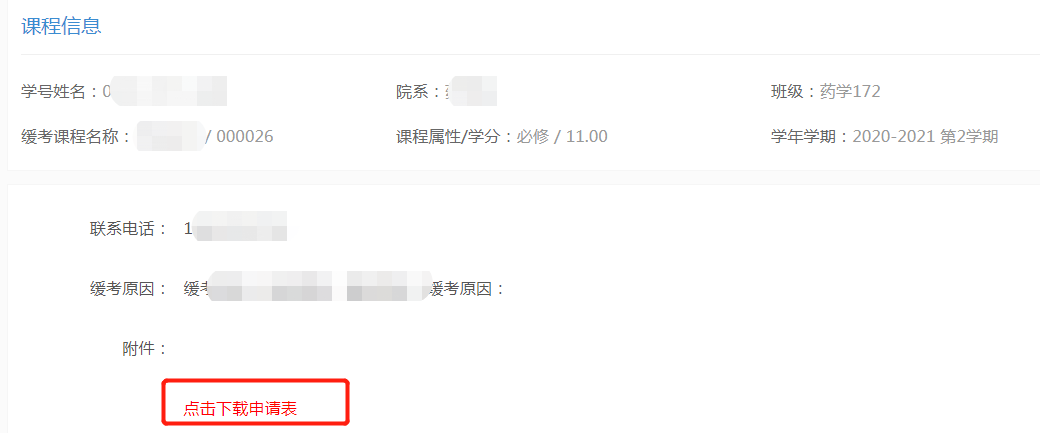 课程信息
学号姓名：0 院系： 班级：药学172
缓考课程名称： / 000026 课程属性/学分：必修 / 11.00 学年学期：2020-2021 第2学期
联系电话： 1
缓考原因： 缓考 缓考原因：
附件：
点击下载申请表